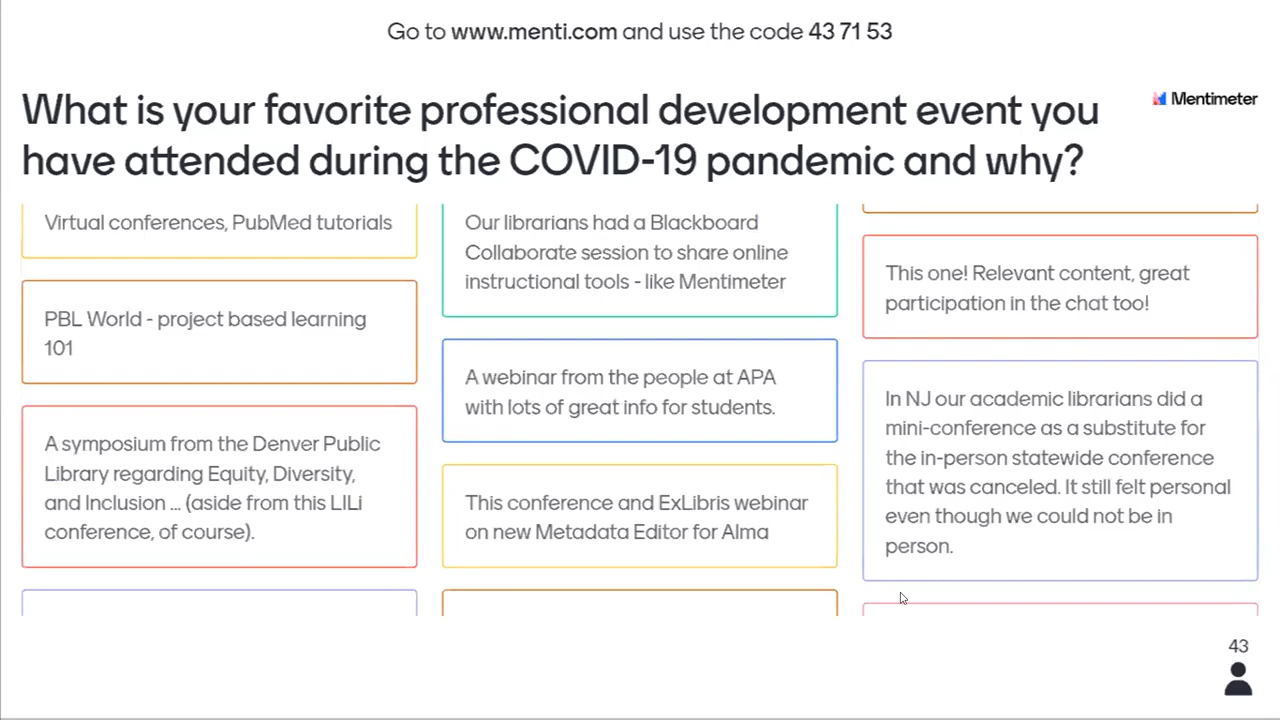 Go to www.menti.com and use the code 43 71 53
What is your favorite professional development event you
have attended during the COVID-19 pandemic and why?
Mentimeter
Virtual conferences, PubMed tutorials
PBL World - project based learning
101
A symposium from the Denver Public
Library regarding Equity, Diversity,
and Inclusion ... (aside from this LILi
conference, of course).
Our librarians had a Blackboard
Collaborate session to share online
instructional tools - like Mentimeter
A webinar from the people at APA
with lots of great info for students.
This conference and ExLibris webinar
on new Metadata Editor for Alma
This one! Relevant content, great
participation in the chat too!
In NJ our academic librarians did a
mini-conference as a substitute for
the in-person statewide conference
that was canceled. It still felt personal
even though we could not be in
person.
43